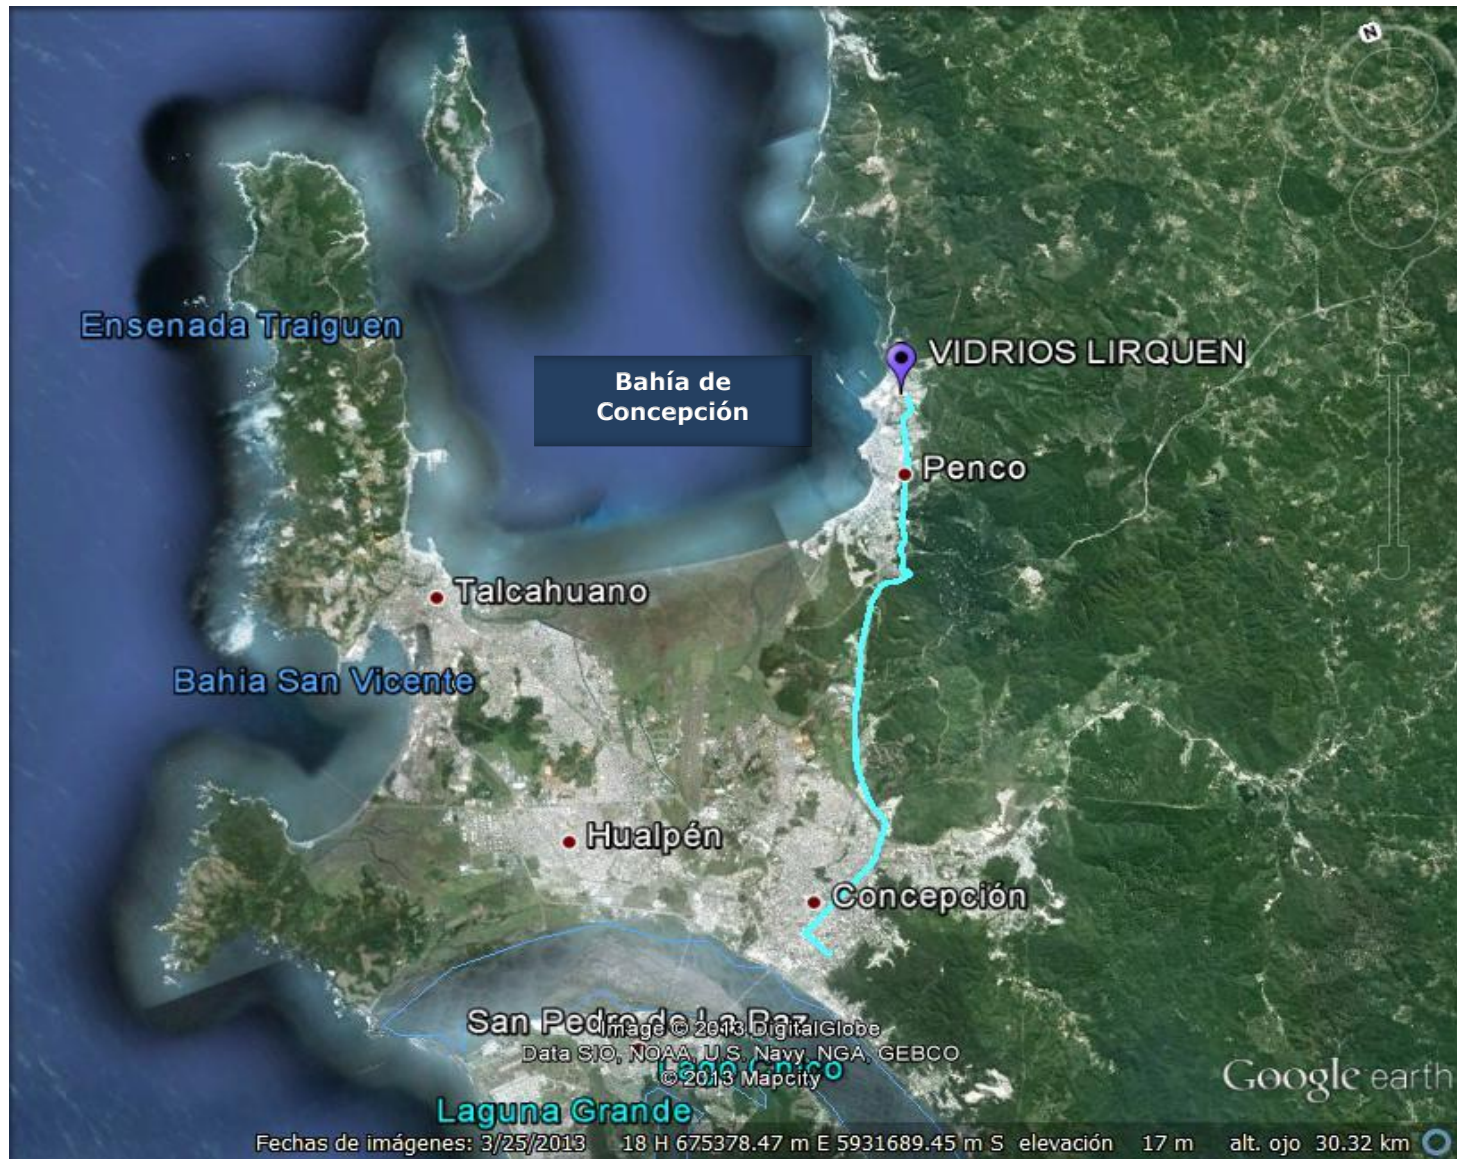 N
Ensenada Traiguen
Bahía de
Concepción
VIDRIOS LIRQUEN
Penco
Talcahuano
Bahia San Vicente
Hualpén
Concepción
San Pedro de La Paz
Image © 2013 DigitalGlobe
Data SIO, NOAA, U.S. Navy, NGA, GEBCO
Lago Chico
© 2013 Mapcity
Google earth
Laguna Grande
Fechas de imágenes: 3/25/2013 18 H 675378.47 m E 5931689.45 m S elevación 17 m alt. ojo 30.32 km